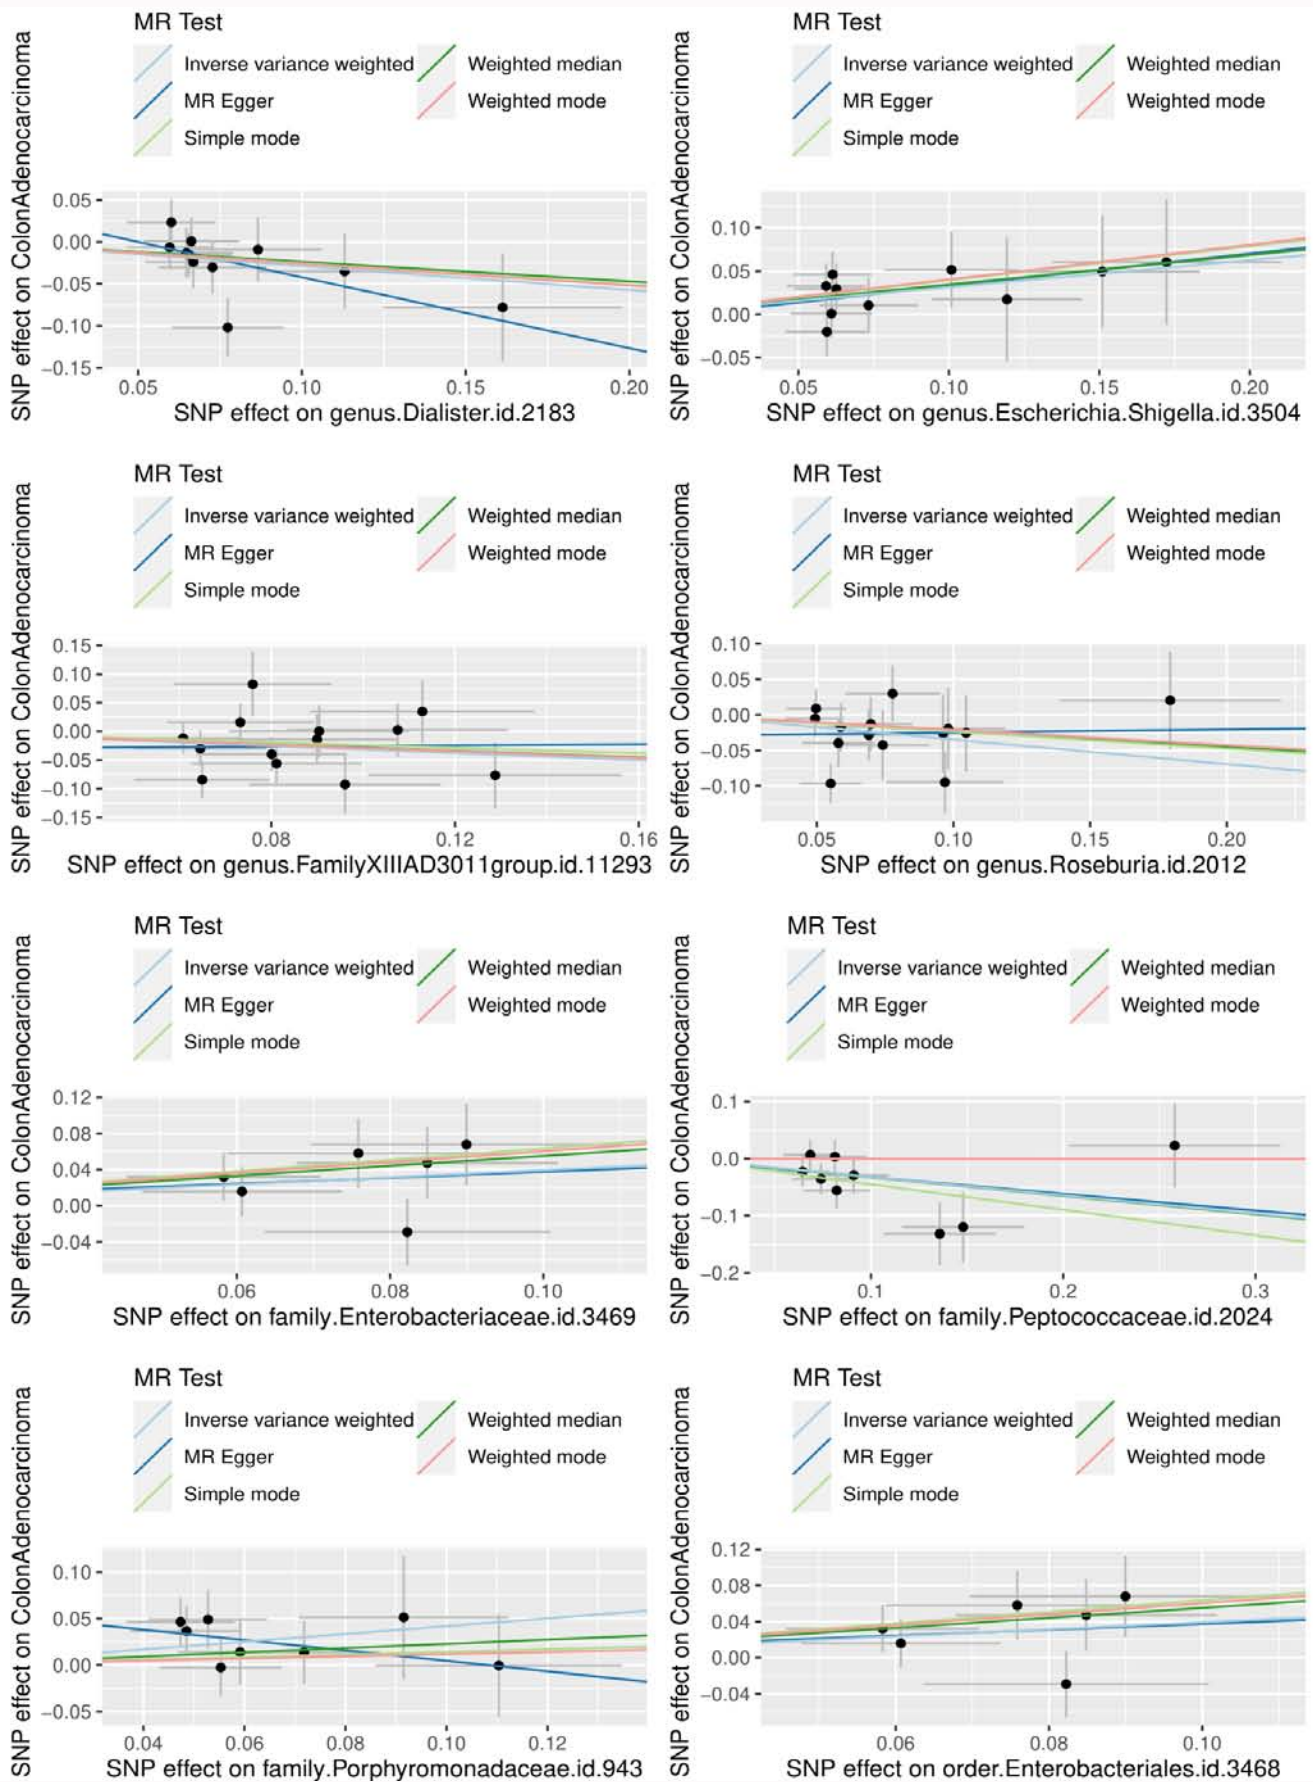 MR Test
Inverse variance weighted
Weighted median
MR Egger
Weighted mode
Simple mode
SNP effect on ColonAdenocarcinoma
0.05
0.00
−0.05
−0.10
−0.15
0.05 0.10 0.15 0.20
SNP effect on genus.Dialister.id.2183
MR Test
Inverse variance weighted
Weighted median
MR Egger
Weighted mode
Simple mode
SNP effect on ColonAdenocarcinoma
0.10
0.05
0.00
−0.05
0.05 0.10 0.15 0.20
SNP effect on genus.Escherichia.Shigella.id.3504
MR Test
Inverse variance weighted
Weighted median
MR Egger
Weighted mode
Simple mode
SNP effect on ColonAdenocarcinoma
0.15
0.10
0.05
0.00
−0.05
−0.10
−0.15
0.08 0.12 0.16
SNP effect on genus.FamilyXIIIAD3011group.id.11293
MR Test
Inverse variance weighted
Weighted median
MR Egger
Weighted mode
Simple mode
SNP effect on ColonAdenocarcinoma
0.10
0.05
0.00
−0.05
−0.10
0.05 0.10 0.15 0.20
SNP effect on genus.Roseburia.id.2012
MR Test
Inverse variance weighted
Weighted median
MR Egger
Weighted mode
Simple mode
SNP effect on ColonAdenocarcinoma
0.12
0.08
0.04
0.00
−0.04
0.06 0.08 0.10
SNP effect on family.Enterobacteriaceae.id.3469
MR Test
Inverse variance weighted
Weighted median
MR Egger
Weighted mode
Simple mode
SNP effect on ColonAdenocarcinoma
0.1
0.0
−0.1
−0.2
0.1 0.2 0.3
SNP effect on family.Peptococcaceae.id.2024
MR Test
Inverse variance weighted
Weighted median
MR Egger
Weighted mode
Simple mode
SNP effect on ColonAdenocarcinoma
0.10
0.05
0.00
−0.05
0.04 0.06 0.08 0.10 0.12
SNP effect on family.Porphyromonadaceae.id.943
MR Test
Inverse variance weighted
Weighted median
MR Egger
Weighted mode
Simple mode
SNP effect on ColonAdenocarcinoma
0.12
0.08
0.04
0.00
−0.04
0.06 0.08 0.10
SNP effect on order.Enterobacteriales.id.3468